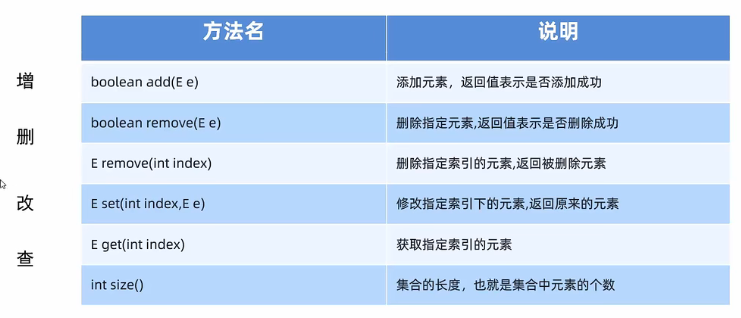 方法名 说明
增 boolean add(E e) 添加元素，返回值表示是否添加成功
删 boolean remove(E e) 删除指定元素,返回值表示是否删除成功
E remove(int index) 删除指定索引的元素,返回被删除元素
改 E set(int index,E e) 修改指定索引下的元素,返回原来的元素
查 E get(int index) 获取指定索引的元素
int size() 集合的长度，也就是集合中元素的个数